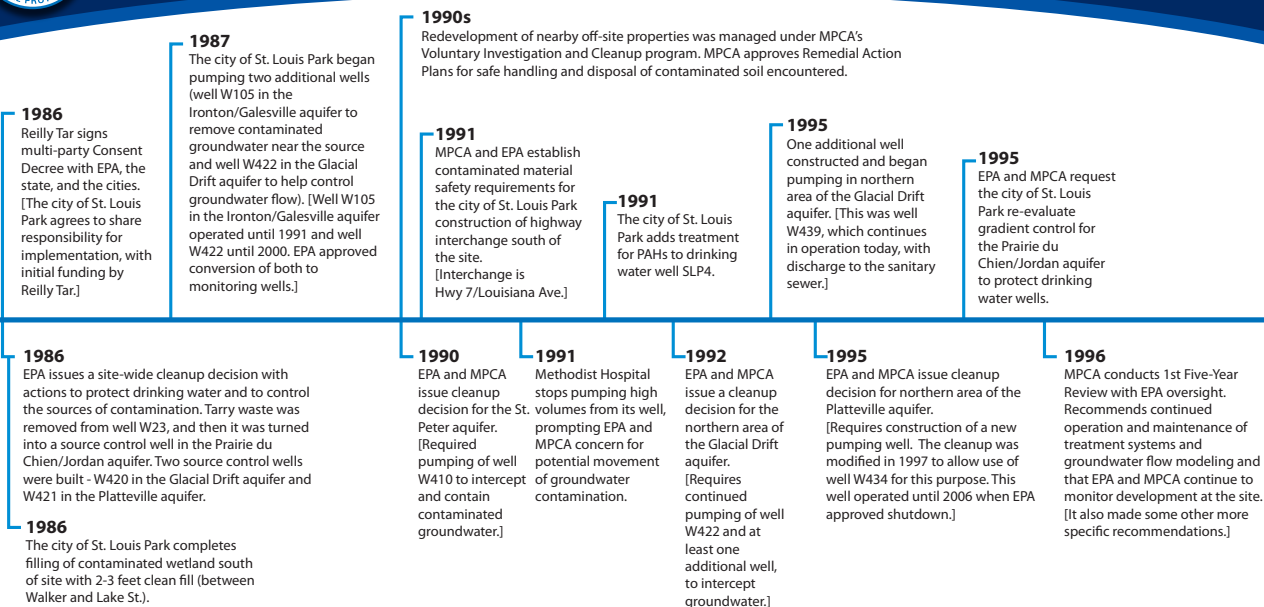 PRO
1990s
Redevelopment of nearby off-site properties was managed under MPCA's
Voluntary Investigation and Cleanup program. MPCA approves Remedial Action
Plans for safe handling and disposal of contaminated soil encountered.
1987
The city of St. Louis Park began
pumping two additional wells
(well W105 in the
Ironton/Galesville aquifer to
remove contaminated
groundwater near the source
and well W422 in the Glacial
Drift aquifer to help control
groundwater flow). [Well W105
in the Ironton/Galesville aquifer
operated until 1991 and well
W422 until 2000. EPA approved
conversion of both to
monitoring wells.]
1986
Reilly Tar signs
multi-party Consent
Decree with EPA, the
state, and the cities.
[The city of St. Louis
Park agrees to share
responsibility for
implementation, with
initial funding by
Reilly Tar.]
1991
MPCA and EPA establish
contaminated material
safety requirements for
the city of St. Louis Park
construction of highway
interchange south of
the site.
[Interchange is
Hwy 7/Louisiana Ave.]
1991
The city of St. Louis
Park adds treatment
for PAHs to drinking
water well SLP4.
1995
One additional well
constructed and began
pumping in northern
area of the Glacial Drift
aquifer. [This was well
W439, which continues
in operation today, with
discharge to the sanitary
sewer.]
1995
EPA and MPCA request
the city of St. Louis
Park re-evaluate
gradient control for
the Prairie du
Chien/Jordan aquifer
to protect drinking
water wells.
1986
EPA issues a site-wide cleanup decision with
actions to protect drinking water and to control
the sources of contamination. Tarry waste was
removed from well W23, and then it was turned
into a source control well in the Prairie du
Chien/Jordan aquifer. Two source control wells
were built - W420 in the Glacial Drift aquifer and
W421 in the Platteville aquifer.
1986
The city of St. Louis Park completes
filling of contaminated wetland south
of site with 2-3 feet clean fill (between
Walker and Lake St.).
1990
EPA and MPCA
issue cleanup
decision for the St.
Peter aquifer.
[Required
pumping of well
W410 to intercept
and contain
contaminated
groundwater.]
1991
Methodist Hospital
stops pumping high
volumes from its well,
prompting EPA and
MPCA concern for
potential movement
of groundwater
contamination.
1992
EPA and MPCA
issue a cleanup
decision for the
northern area of
the Glacial Drift
aquifer.
[Requires
continued
pumping of well
W422 and at
least one
additional well,
to intercept
groundwater.]
1995
EPA and MPCA issue cleanup
decision for northern area of the
Platteville aquifer.
[Requires construction of a new
pumping well. The cleanup was
modified in 1997 to allow use of
well W434 for this purpose. This
well operated until 2006 when EPA
approved shutdown.]
1996
MPCA conducts 1st Five-Year
Review with EPA oversight.
Recommends continued
operation and maintenance of
treatment systems and
groundwater flow modeling and
that EPA and MPCA continue to
monitor development at the site.
[It also made some other more
specific recommendations.]